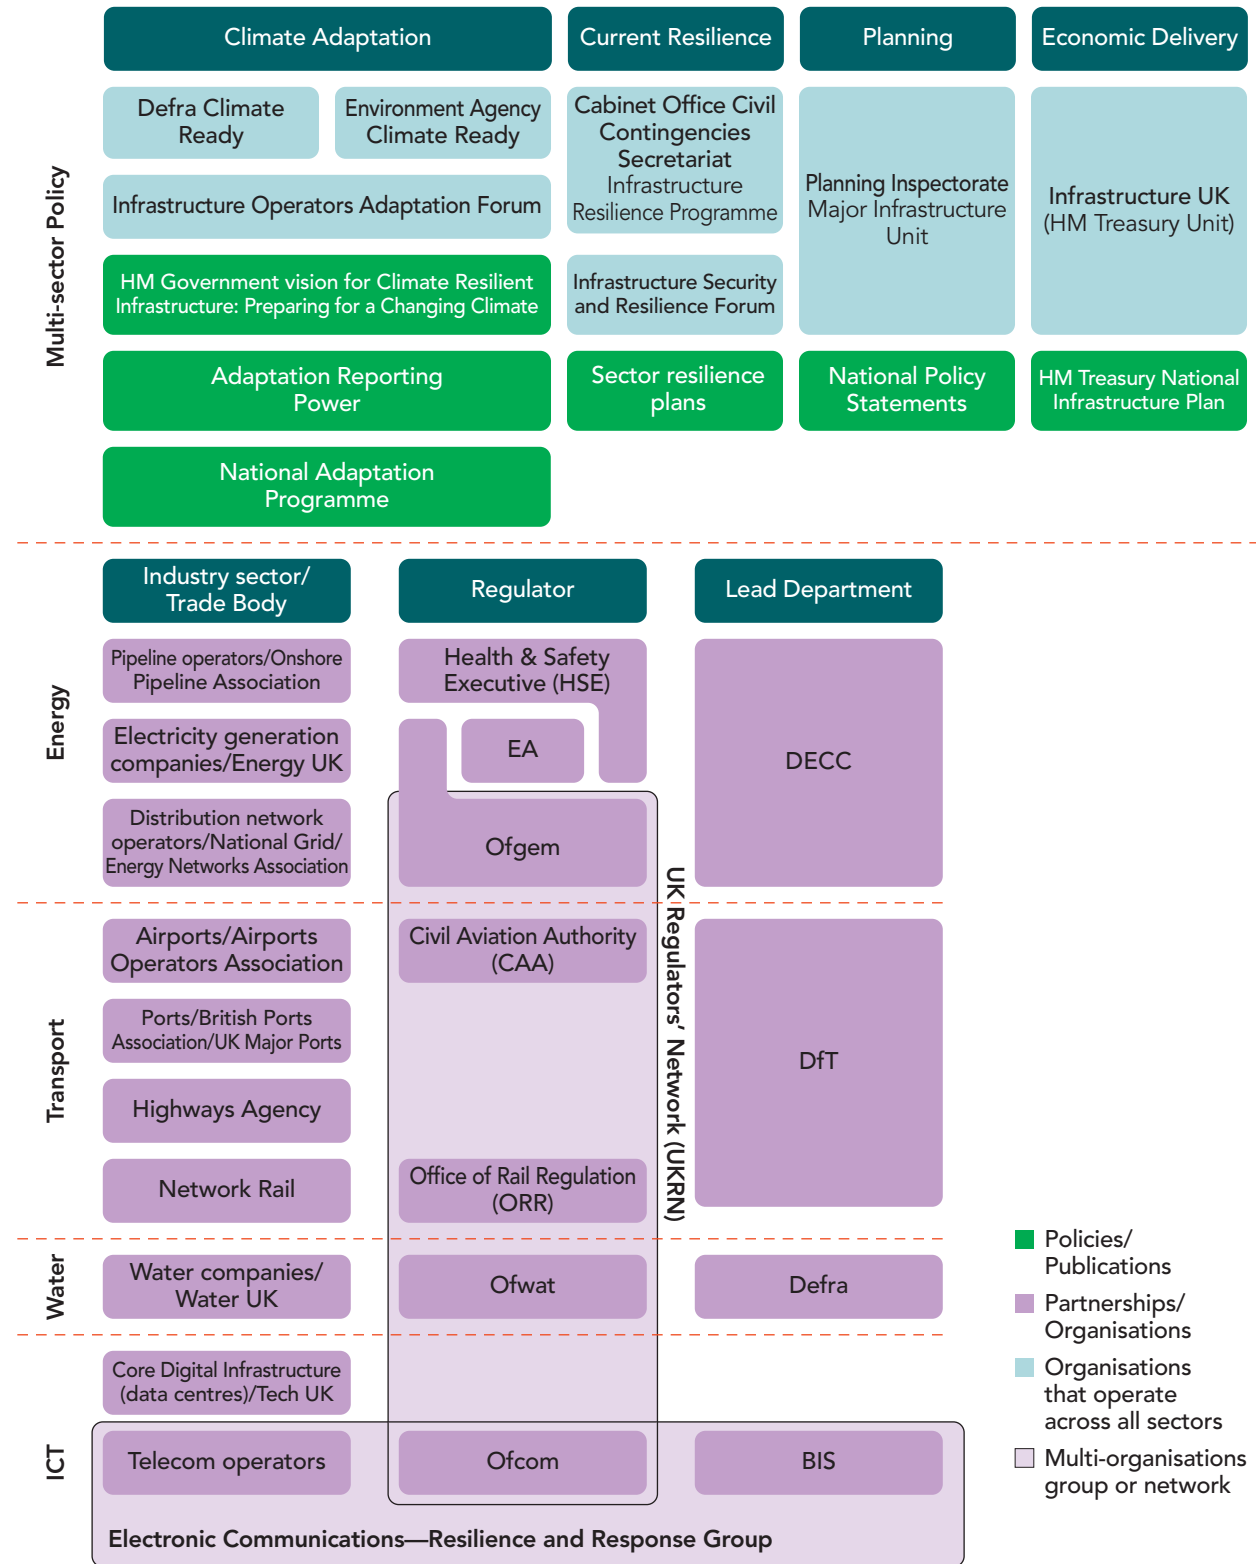 Climate Adaptation
Current Resilience
Planning
Economic Delivery
Multi-sector Policy
Defra Climate
Ready
Environment Agency
Climate Ready
Infrastructure Operators Adaptation Forum
HM Government vision for Climate Resilient
Infrastructure: Preparing for a Changing Climate
Adaptation Reporting
Power
National Adaptation
Programme
Cabinet Office Civil
Contingencies
Secretariat
Infrastructure
Resilience Programme
Infrastructure Security
and Resilience Forum
Sector resilience
plans
Planning Inspectorate
Major Infrastructure
Unit
National Policy
Statements
Infrastructure UK
(HM Treasury Unit)
HM Treasury National
Infrastructure Plan
Industry sector/
Trade Body
Regulator
Lead Department
Energy
Pipeline operators/Onshore
Pipeline Association
Electricity generation
companies/Energy UK
Distribution network
operators/National Grid/
Energy Networks Association
Health & Safety
Executive (HSE)
EA
Ofgem
DECC
UK Regulators’ Network (UKRN)
Transport
Airports/Airports
Operators Association
Ports/British Ports
Association/UK Major Ports
Highways Agency
Network Rail
Civil Aviation Authority
(CAA)
Office of Rail Regulation
(ORR)
DfT
Water
Water companies/
Water UK
Ofwat
Defra
ICT
Core Digital Infrastructure
(data centres)/Tech UK
Telecom operators
Ofcom
BIS
Electronic Communications—Resilience and Response Group
Policies/
Publications
Partnerships/
Organisations
Organisations
that operate
across all sectors
Multi-organisations
group or network